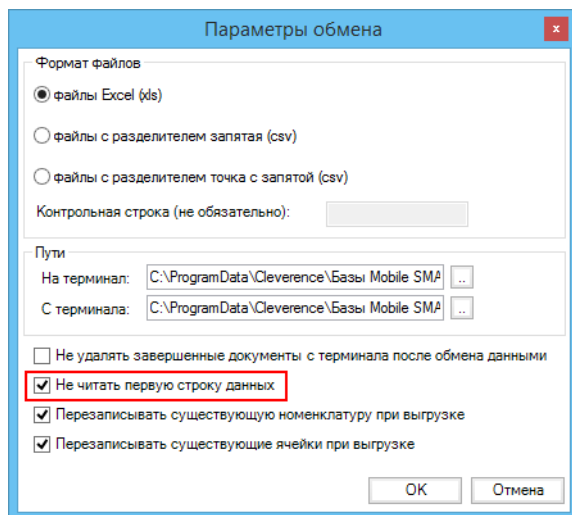 Параметры обмена
x
Формат файлов
файлы Excel (xls)
файлы с разделителем запятая (csv)
файлы с разделителем точка с запятой (csv)
Контрольная строка (не обязательно):
Пути
На терминал: C:\ProgramData\Cleverence\Базы Mobile SMA ..
С терминала: C:\ProgramData\Cleverence\Базы Mobile SMA ..
Не удалять завершенные документы с терминала после обмена данными
Не читать первую строку данных
Перезаписывать существующую номенклатуру при выгрузке
Перезаписывать существующие ячейки при выгрузке
OK Отмена